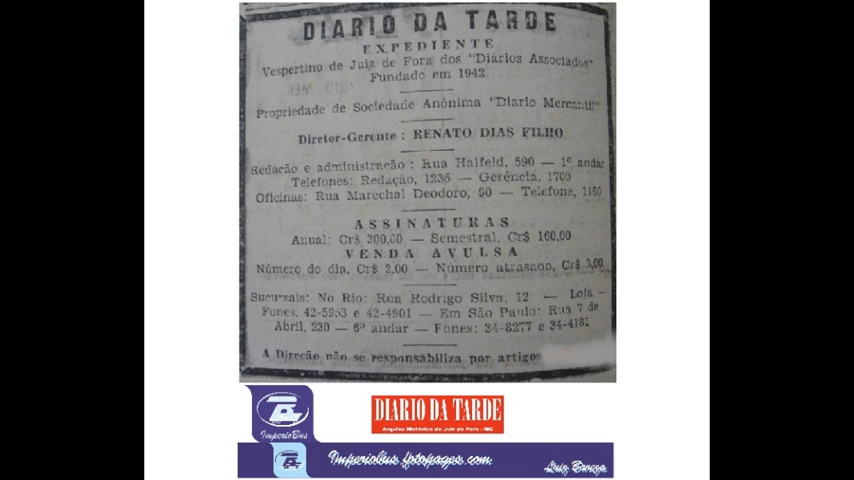 DIARIO DA TARDE
EXPEDIENTE
Vespertino de Juiz de Fora dos "Diários Associados"
Fundado em 1942
Propriedade de Sociedade Anônima "Diario Mercantil"
Diretor-Gerente: RENATO DIAS FILHO
Redação e administração: Rua Halfeld, 590 — 1º andar
Telefones: Redação, 1236 — Gerência, 1700
Oficinas: Rua Marechal Deodoro, 90 — Telefone, 1160
ASSINATURAS
Anual: Cr$ 300,00 — Semestral, Cr$ 160,00
VENDA AVULSA
Número do dia, Cr$ 2,00 — Número atrasado, Cr$ 3,00
Sucursais: No Rio: Rua Rodrigo Silva, 12 — Loja —
Fones, 42-5953 e 42-4901 — Em São Paulo: Rua 7 de
Abril, 230 — 6º andar — Fones: 34-8277 e 34-4181
A Direção não se responsabiliza por artigos
ImperioBus
DIARIO DA TARDE
Arquivo Histórico de Juiz de Fora - MG
Imperiobus.fotopages.com
Luiz